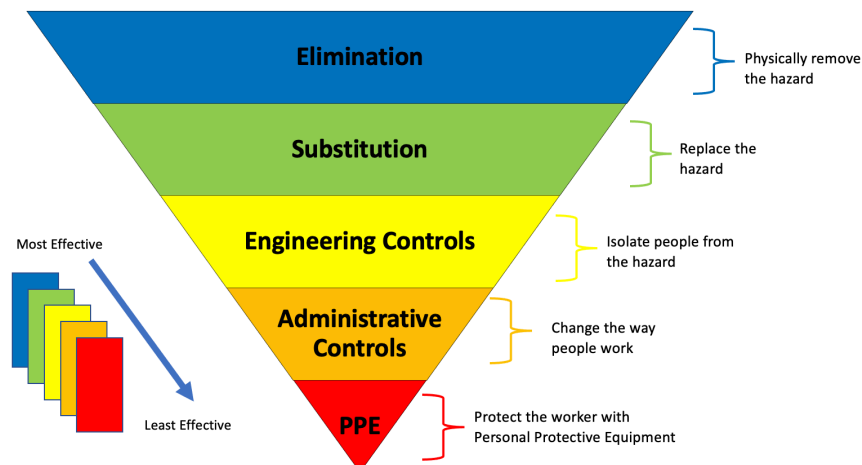 Elimination
Physically remove
the hazard
Substitution
Replace the
hazard
Engineering Controls
Isolate people from
the hazard
Most Effective
Administrative
Controls
Change the way
people work
Least Effective
PPE
Protect the worker with
Personal Protective Equipment